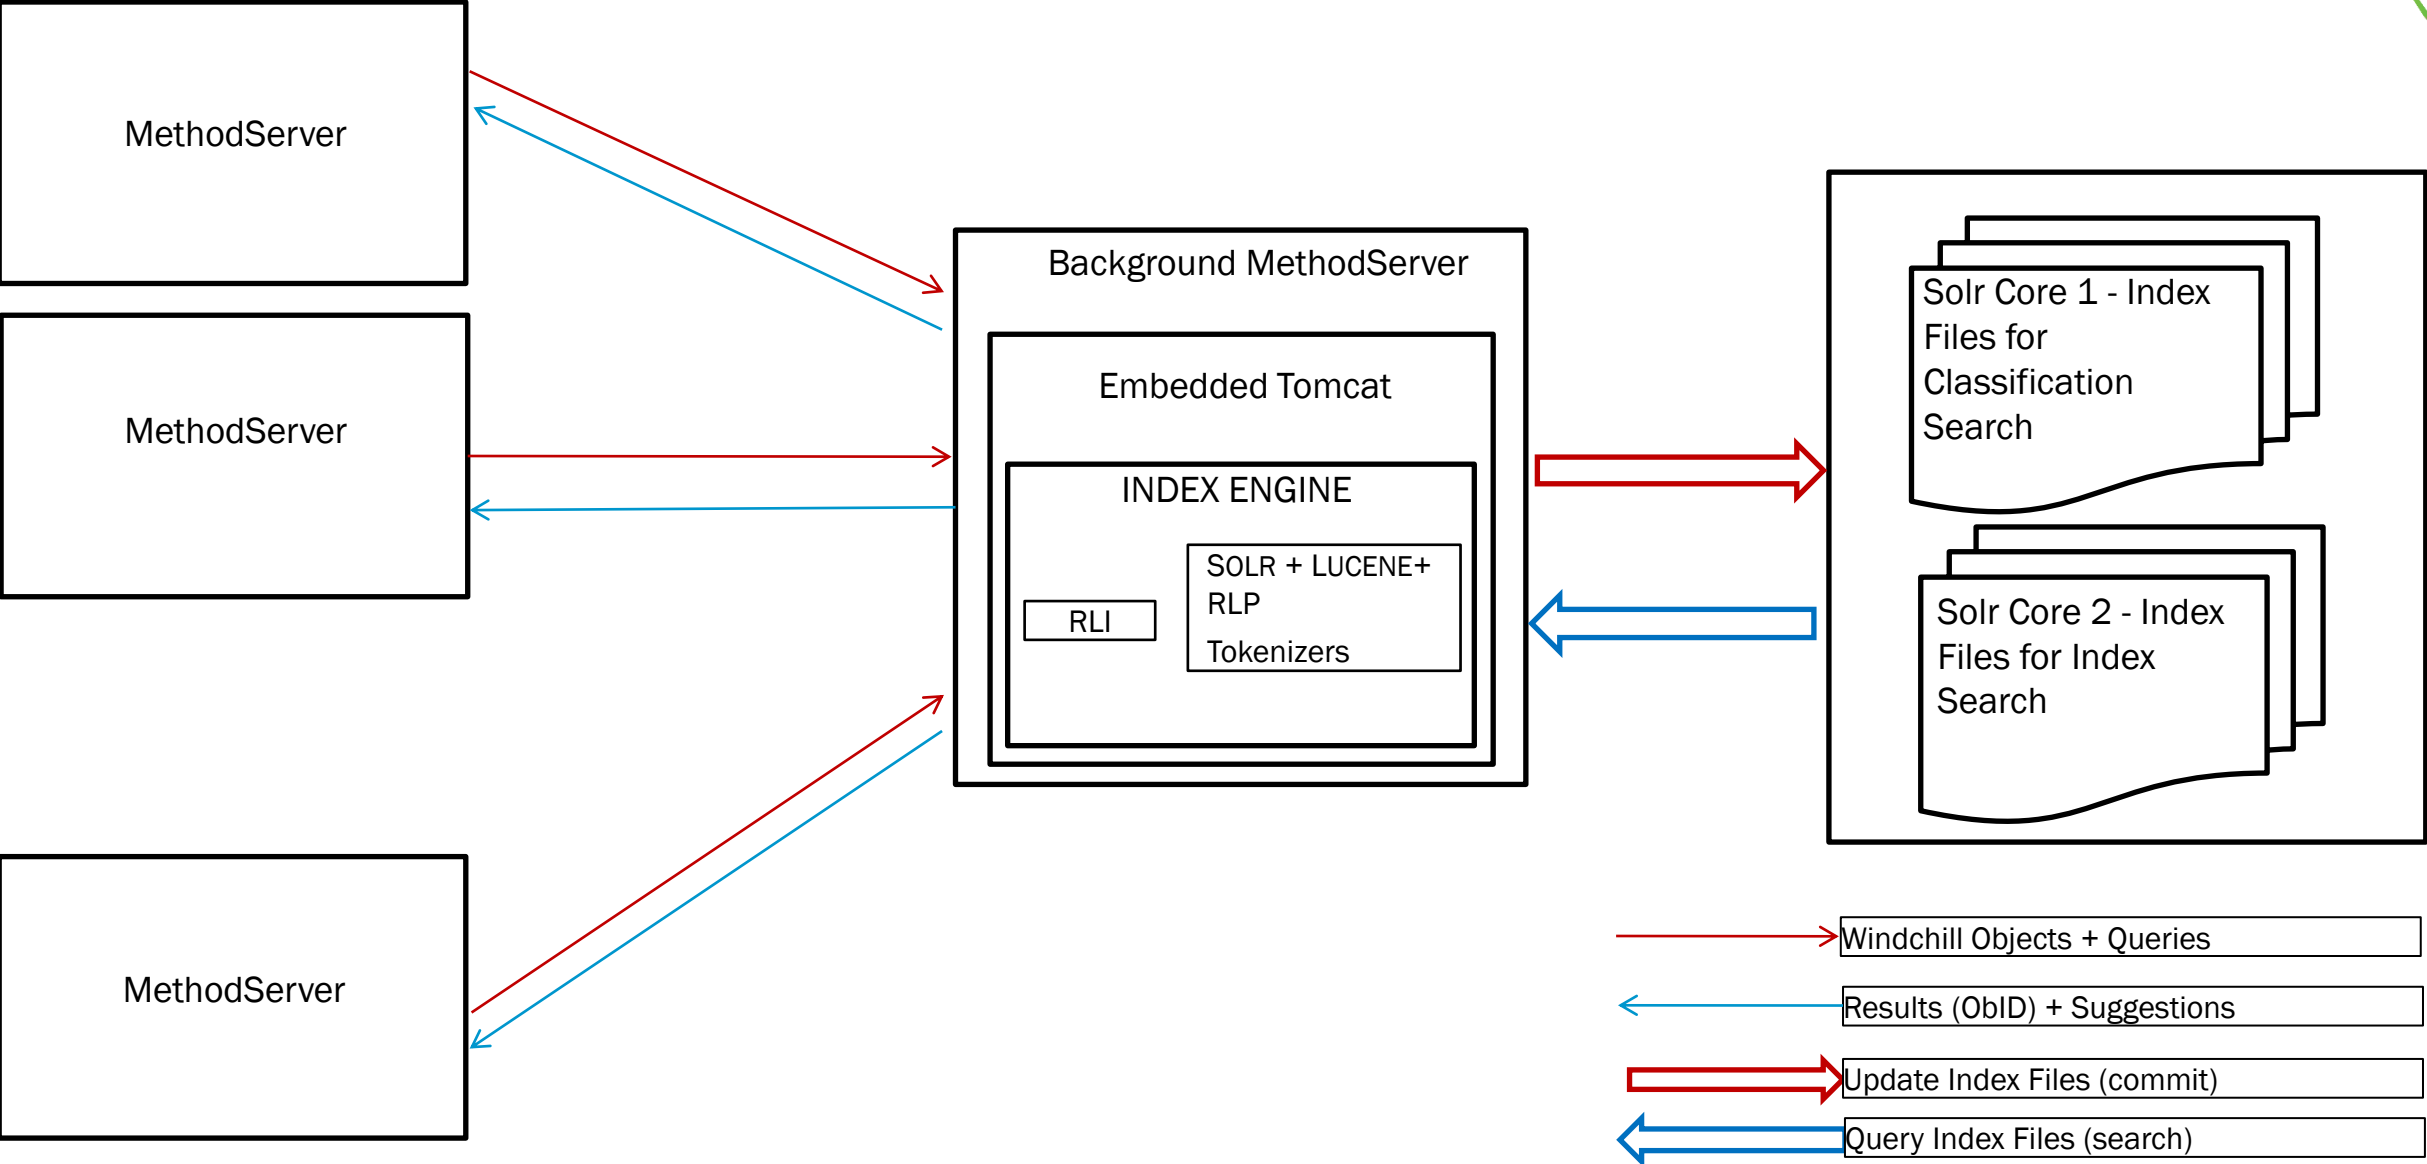 MethodServer
MethodServer
MethodServer
Background MethodServer
Embedded Tomcat
INDEX ENGINE
RLI
SOLR + LUCENE+
RLP
Tokenizers
Solr Core 1 - Index
Files for
Classification
Search
Solr Core 2 - Index
Files for Index
Search
Windchill Objects + Queries
Results (ObID) + Suggestions
Update Index Files (commit)
Query Index Files (search)